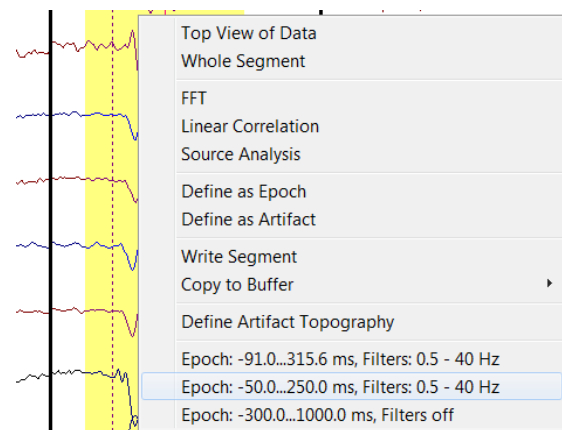 Top View of Data
Whole Segment
FFT
Linear Correlation
Source Analysis
Define as Epoch
Define as Artifact
Write Segment
Copy to Buffer
Define Artifact Topography
Epoch: -91.0...315.6 ms, Filters: 0.5 - 40 Hz
Epoch: -50.0...250.0 ms, Filters: 0.5 - 40 Hz
Epoch: -300.0...1000.0 ms, Filters off